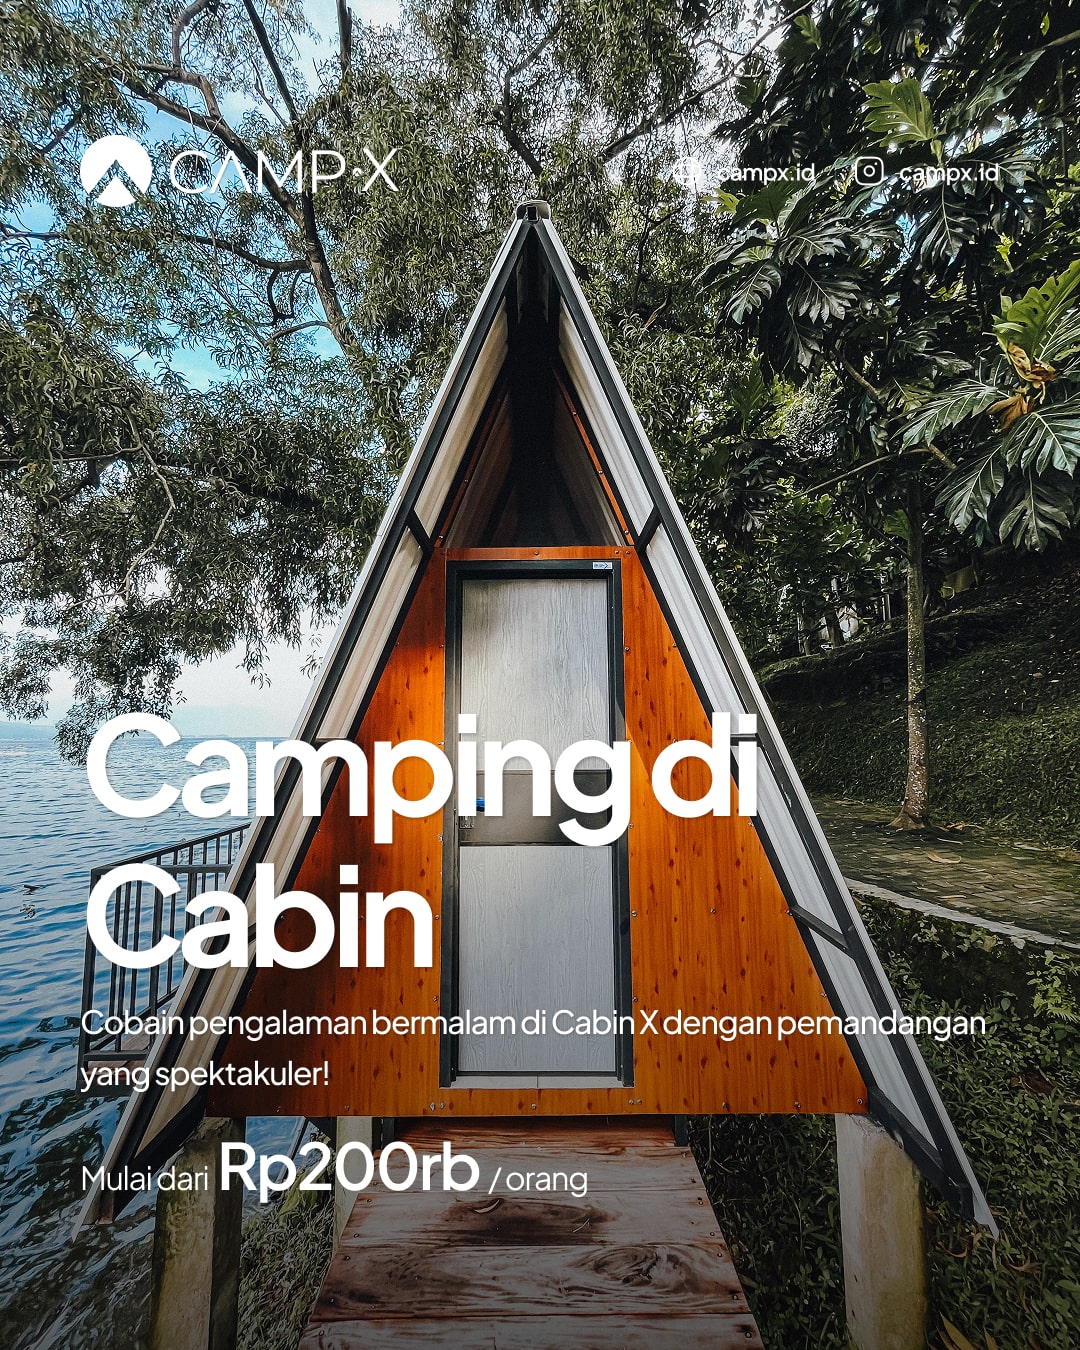 CAMP·X
campx.id campx.id
Camping di
Cabin
Cobain pengalaman bermalam di Cabin X dengan pemandangan
yang spektakuler!
Mulai dari Rp200rb / orang